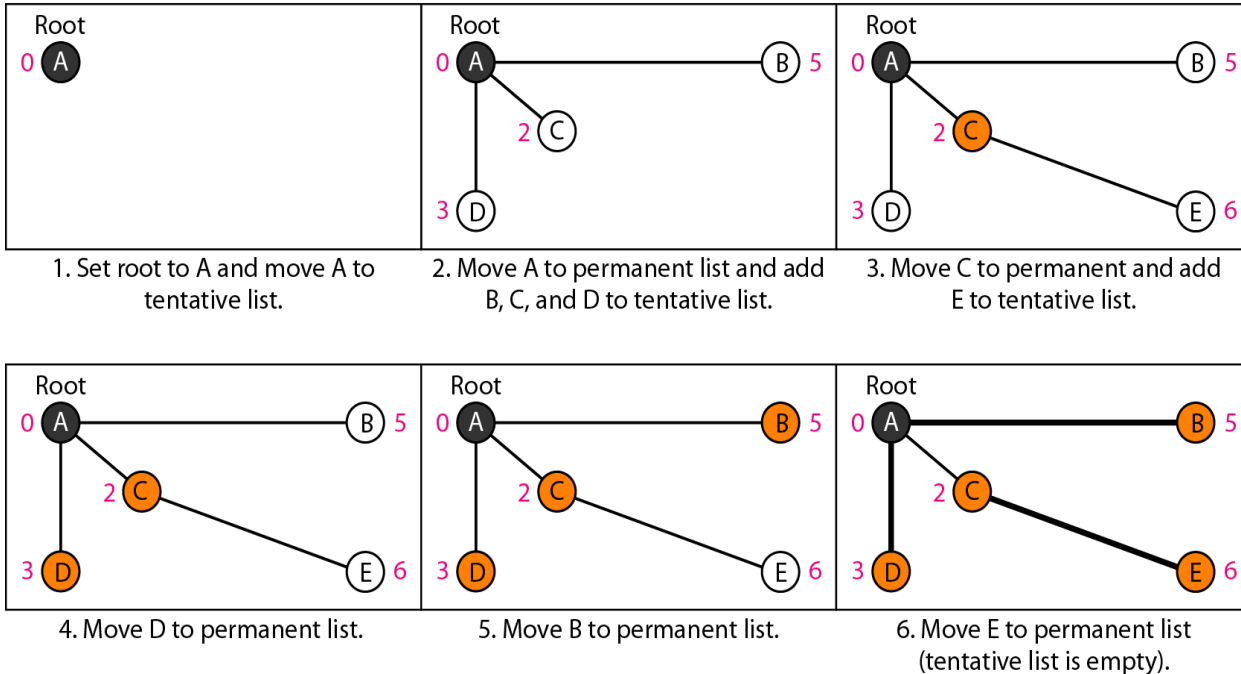 Root
0 A
1. Set root to A and move A to
tentative list.
Root
0 A B 5
2 C
3 D
2. Move A to permanent list and add
B, C, and D to tentative list.
Root
0 A B 5
2 C
3 D E 6
3. Move C to permanent and add
E to tentative list.
Root
0 A B 5
2 C
3 D E 6
4. Move D to permanent list.
Root
0 A B 5
2 C
3 D E 6
5. Move B to permanent list.
Root
0 A B 5
2 C
3 D E 6
6. Move E to permanent list
(tentative list is empty).